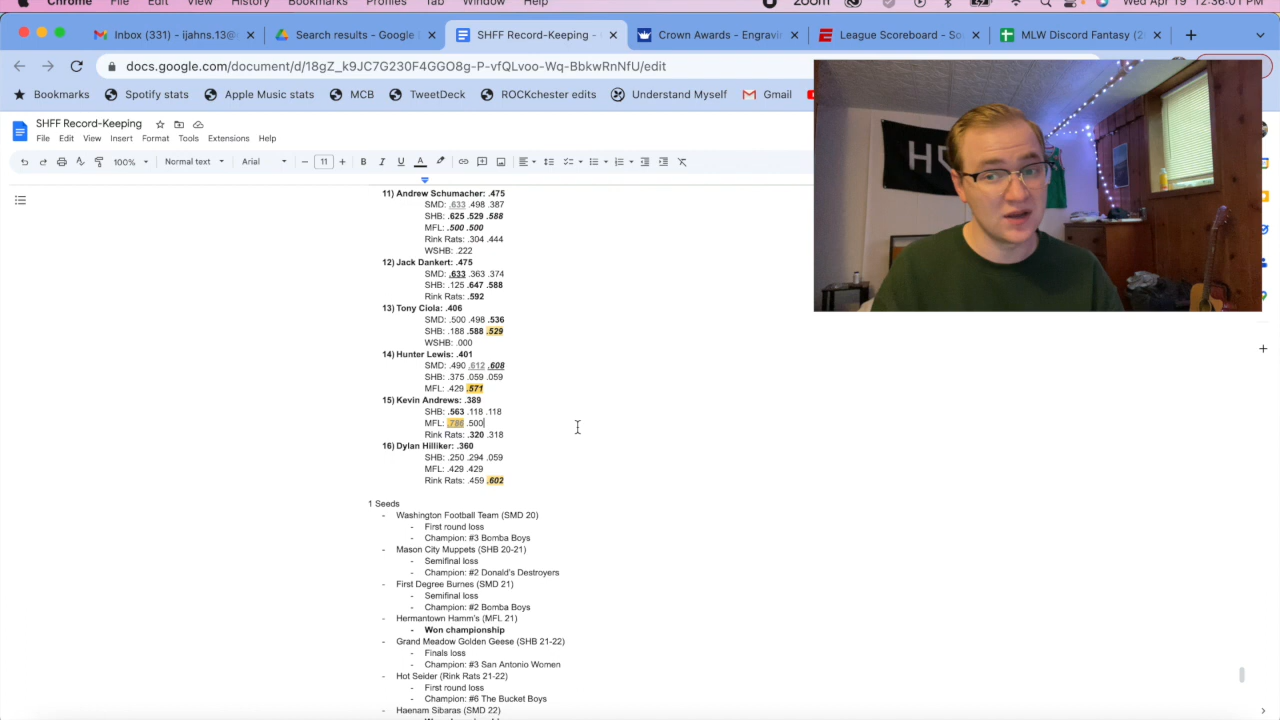 Chrome File Edit View History Bookmarks Profiles Tab Window Help zoom Wed Apr 19 12:36:01 PM
Inbox (331) - ijahns.13@ Search results - Google SHFF Record-Keeping - Crown Awards - Engravin League Scoreboard - So MLW Discord Fantasy (2
docs.google.com/document/d/18gZ_k9JC7G230F4GGO8g-P-vfQLvoo-Wq-BbkwRnNfU/edit
Bookmarks Spotify stats Apple Music stats MCB TweetDeck ROCKchester edits Understand Myself Gmail
SHFF Record-Keeping
File Edit View Insert Format Tools Extensions Help
100% Normal text Arial 11 B I U A
11) Andrew Schumacher: .475
SMD: .633 .498 .387
SHB: .625 .529 .588
MFL: .500 .500
Rink Rats: .304 .444
WSHB: .222
12) Jack Dankert: .475
SMD: .633 .363 .374
SHB: .125 .647 .588
Rink Rats: .592
13) Tony Ciola: .406
SMD: .500 .498 .536
SHB: .188 .588 .529
WSHB: .000
14) Hunter Lewis: .401
SMD: .490 .612 .608
SHB: .375 .059 .059
MFL: .429 .571
15) Kevin Andrews: .389
SHB: .563 .118 .118
MFL: .786 .500
Rink Rats: .320 .318
16) Dylan Hilliker: .360
SHB: .250 .294 .059
MFL: .429 .429
Rink Rats: .459 .602
1 Seeds
- Washington Football Team (SMD 20)
- First round loss
- Champion: #3 Bomba Boys
- Mason City Muppets (SHB 20-21)
- Semifinal loss
- Champion: #2 Donald's Destroyers
- First Degree Burnes (SMD 21)
- Semifinal loss
- Champion: #2 Bomba Boys
- Hermantown Hamm's (MFL 21)
- Won championship
- Grand Meadow Golden Geese (SHB 21-22)
- Finals loss
- Champion: #3 San Antonio Women
- Hot Seider (Rink Rats 21-22)
- First round loss
- Champion: #6 The Bucket Boys
- Haenam Sibaras (SMD 22)